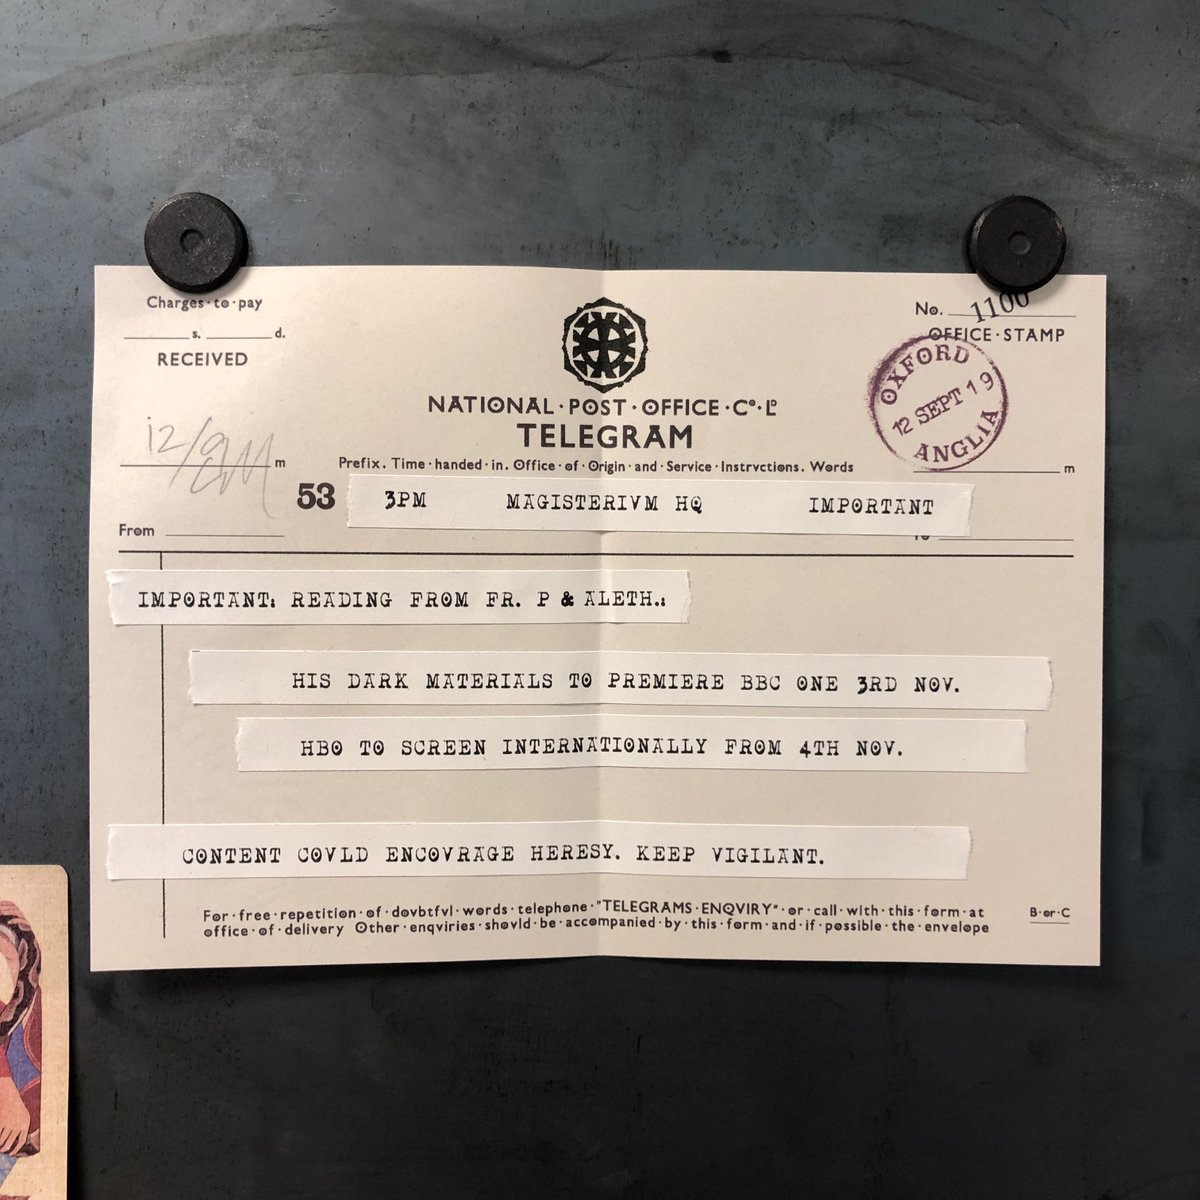 Charges·to·pay
s. d.
RECEIVED
m
From
NATIONAL·POST·OFFICE·Cº·Lᴰ
TELEGRAM
Prefix. Time·handed·in. Office·of·Origin·and·Service·Instrvctions. Words
No. 1100
OFFICE·STAMP
OXFORD
12 SEPT 19
ANGLIA
m
53 3PM MAGISTERIVM HQ IMPORTANT
IMPORTANT: READING FROM FR. P & ALETH.:
HIS DARK MATERIALS TO PREMIERE BBC ONE 3RD NOV.
HBO TO SCREEN INTERNATIONALLY FROM 4TH NOV.
CONTENT COVLD ENCOVRAGE HERESY. KEEP VIGILANT.
For·free·repetition·of·dovbtfvl·words·telephone·"TELEGRAMS·ENQVIRY"·or·call·with·this·form·at
office·of·delivery Other·enqviries·shovld·be·accompanied·by·this·form·and·if·possible·the·envelope
B·or·C